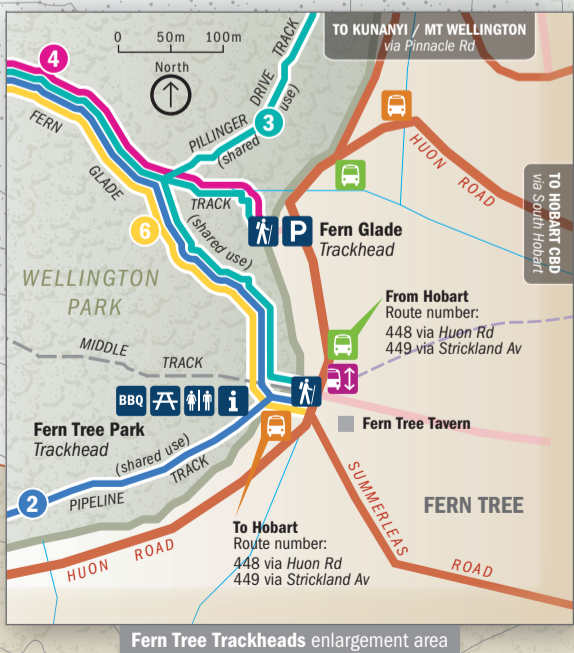 TO KUNANYI / MT WELLINGTON
via Pinnacle Rd
0 50m 100m
North
4
PILLINGER DRIVE TRACK
(shared use)
3
FERN GLADE TRACK
(shared use)
HUON ROAD
TO HOBART CBD
via South Hobart
6
P
Fern Glade
Trackhead
WELLINGTON
PARK
From Hobart
Route number:
448 via Huon Rd
449 via Strickland Av
MIDDLE TRACK
BBQ
i
Fern Tree Park
Trackhead
Fern Tree Tavern
(shared use)
2
PIPELINE TRACK
SUMMERLEAS ROAD
FERN TREE
To Hobart
Route number:
448 via Huon Rd
449 via Strickland Av
HUON ROAD
Fern Tree Trackheads enlargement area